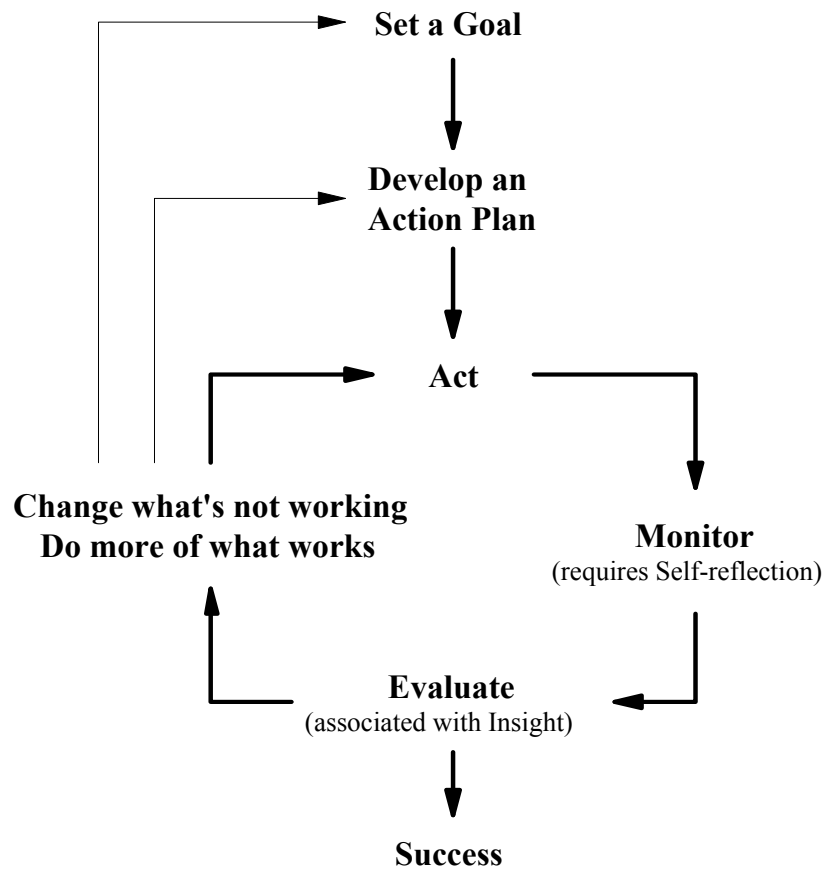 Set a Goal
Develop an
Action Plan
Act
Change what's not working
Do more of what works
Monitor
(requires Self-reflection)
Evaluate
(associated with Insight)
Success